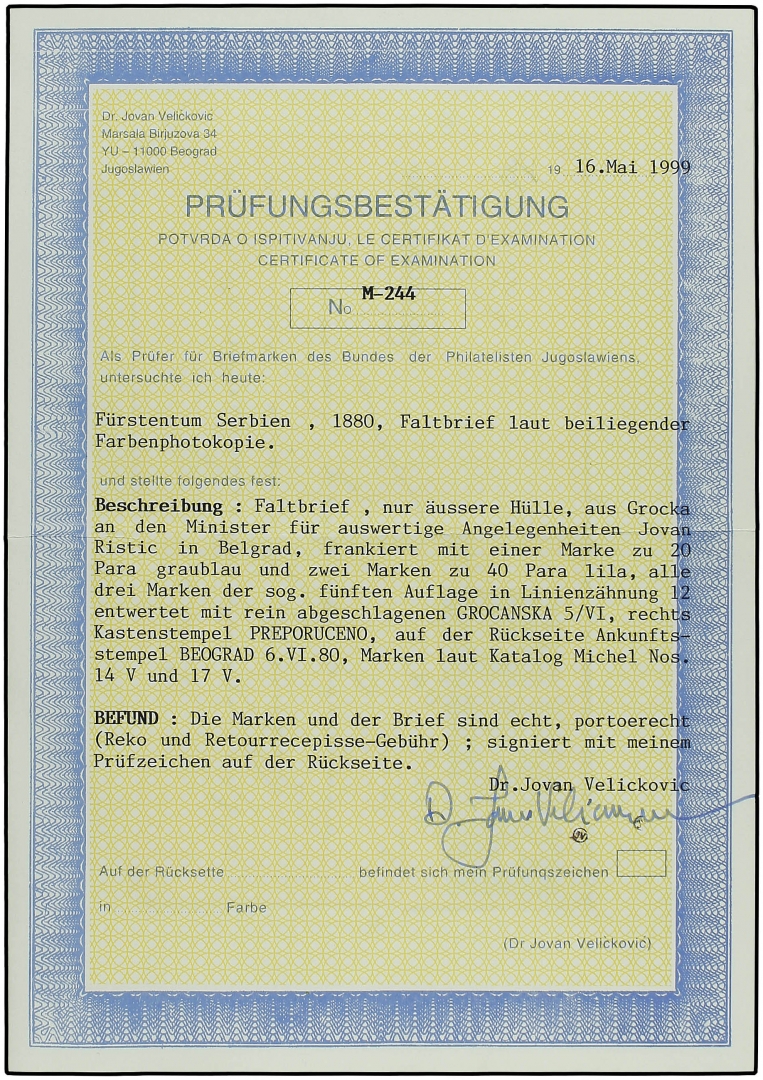 Dr. Jovan Veličkovic
Marsala Birjuzova 34
YU – 11000 Beograd
Jugoslawien
19 16.Mai 1999
PRÜFUNGSBESTÄTIGUNG
POTVRDA O ISPITIVANJU, LE CERTIFIKAT D'EXAMINATION
CERTIFICATE OF EXAMINATION
No M-244
Als Prüfer für Briefmarken des Bundes der Philatelisten Jugoslawiens,
untersuchte ich heute:
Fürstentum Serbien , 1880, Faltbrief laut beiliegender
Farbenphotokopie.
und stellte folgendes fest:
Beschreibung : Faltbrief , nur äussere Hülle, aus Grocka
an den Minister für auswertige Angelegenheiten Jovan
Ristic in Belgrad, frankiert mit einer Marke zu 20
Para graublau und zwei Marken zu 40 Para lila, alle
drei Marken der sog. fünften Auflage in Linienzähnung 12
entwertet mit rein abgeschlagenen GROCANSKA 5/VI, rechts
Kastenstempel PREPORUCENO, auf der Rückseite Ankunfts-
stempel BEOGRAD 6.VI.80, Marken laut Katalog Michel Nos.
14 V und 17 V.
BEFUND : Die Marken und der Brief sind echt, portoerecht
(Reko und Retourrecepisse-Gebühr) ; signiert mit meinem
Prüfzeichen auf der Rückseite.
Dr.Jovan Velickovic
Auf der Rücksette befindet sich mein Prüfungszeichen
in Farbe
(Dr Jovan Veličkovič)